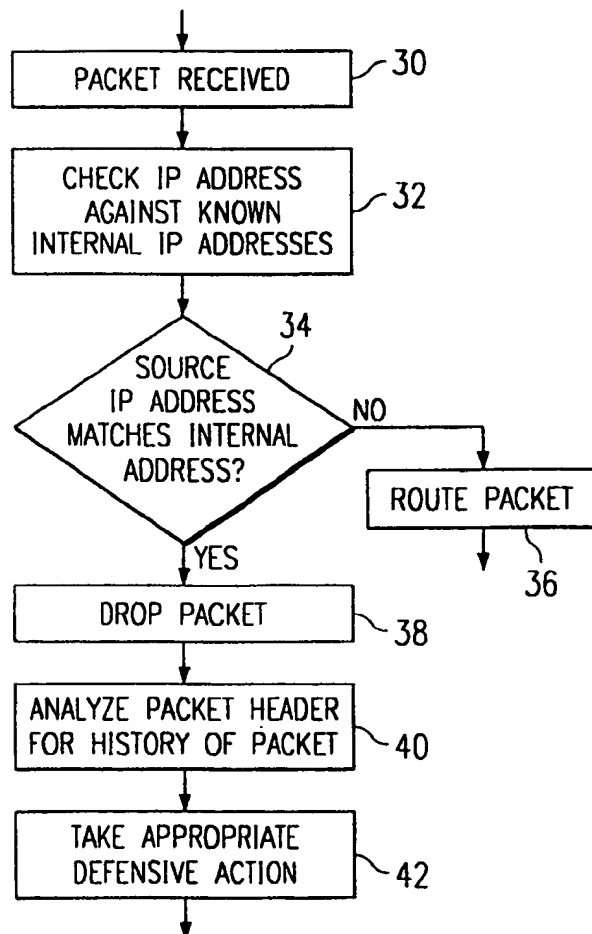 PACKET RECEIVED
30
CHECK IP ADDRESS
AGAINST KNOWN
INTERNAL IP ADDRESSES
32
34
SOURCE
IP ADDRESS
MATCHES INTERNAL
ADDRESS?
NO
ROUTE PACKET
36
YES
DROP PACKET
38
ANALYZE PACKET HEADER
FOR HISTORY OF PACKET
40
TAKE APPROPRIATE
DEFENSIVE ACTION
42